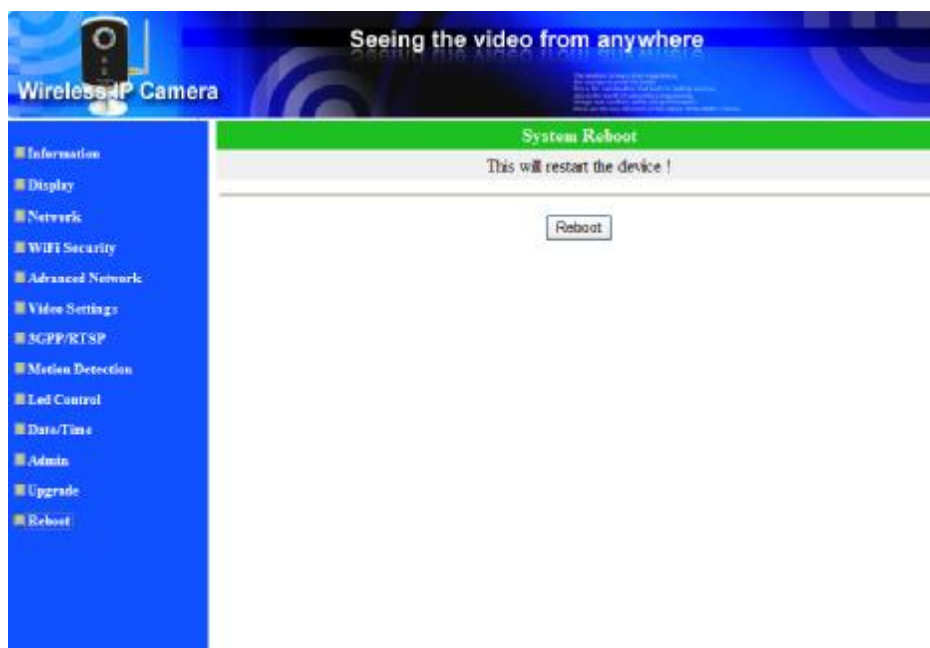 Seeing the video from anywhere
Wireless IP Camera
Information
Display
Network
WiFi Security
Advanced Network
Video Settings
3GPP/RTSP
Motion Detection
Led Control
Date/Time
Admin
Upgrade
Reboot
System Reboot
This will restart the device !
Reboot